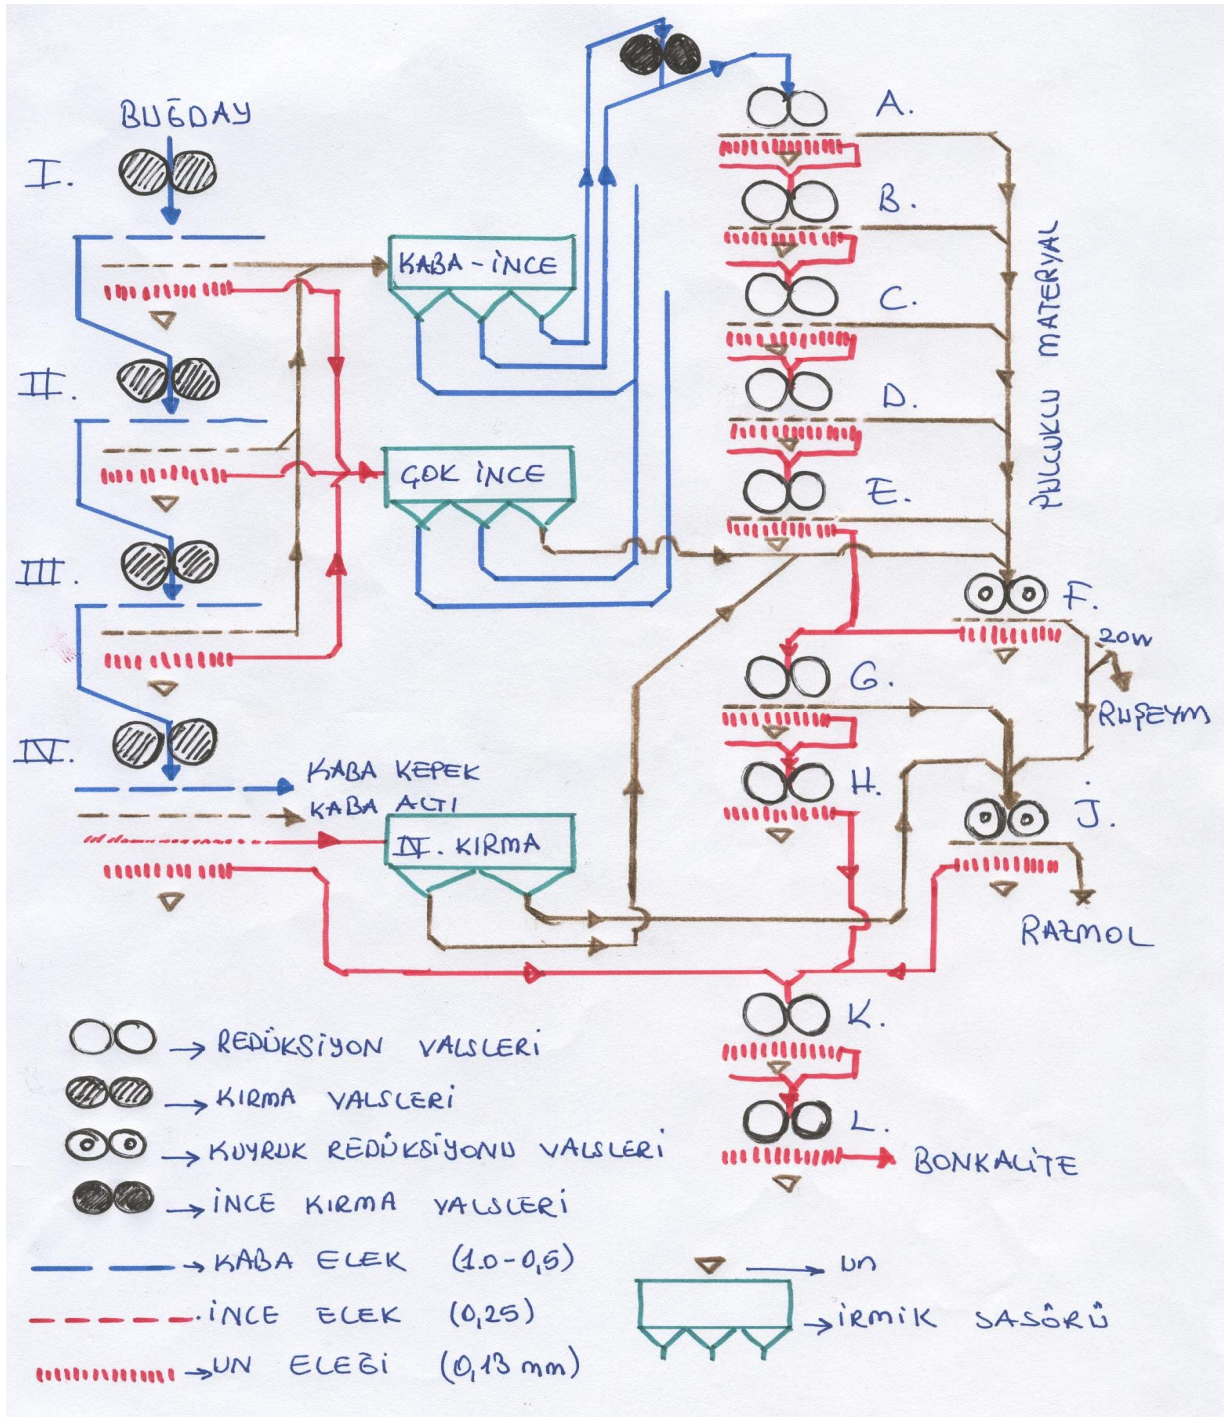 BUĞDAY
I.
II.
III.
IV.
KABA-İNCE
ÇOK İNCE
KABA KEPEK
KABA ALTI
IV. KIRMA
A.
B.
C.
D.
E.
PULCUKLU MATERYAL
F.
20W
RUŞEYM
G.
H.
J.
RAZMOL
K.
L.
BONKALİTE
→ REDÜKSİYON VALSLERİ
→ KIRMA VALSLERİ
→ KUYRUK REDÜKSİYONU VALSLERİ
→ İNCE KIRMA VALSLERİ
→ KABA ELEK (1.0-0,5)
İNCE ELEK (0,25)
→ UN ELEĞİ (0,13 mm)
→ un
→ İRMİK SASÖRÜ